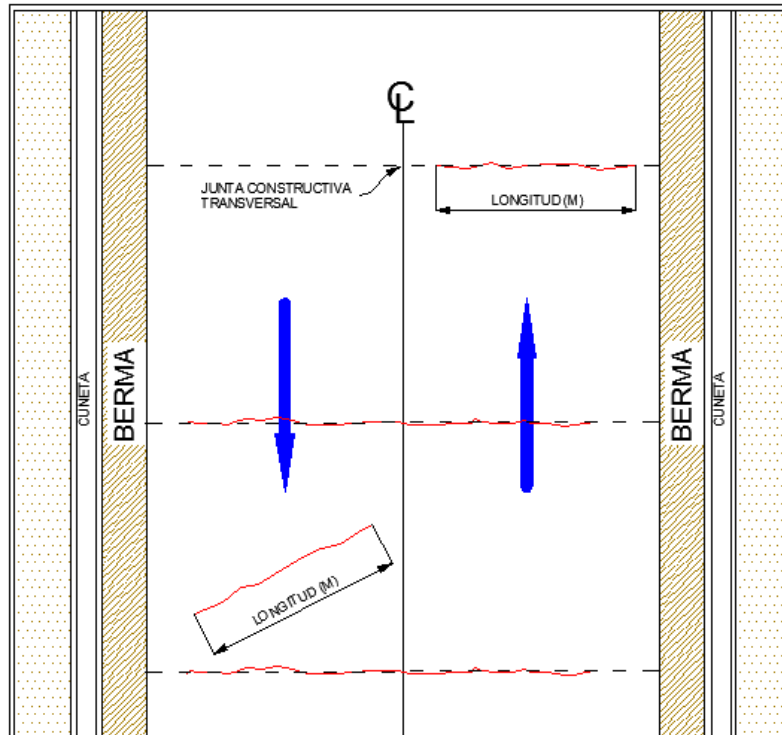 CL
JUNTA CONSTRUCTIVA
TRANSVERSAL
LONGITUD (M)
CUNETA
BERMA
BERMA
CUNETA
LONGITUD (M)